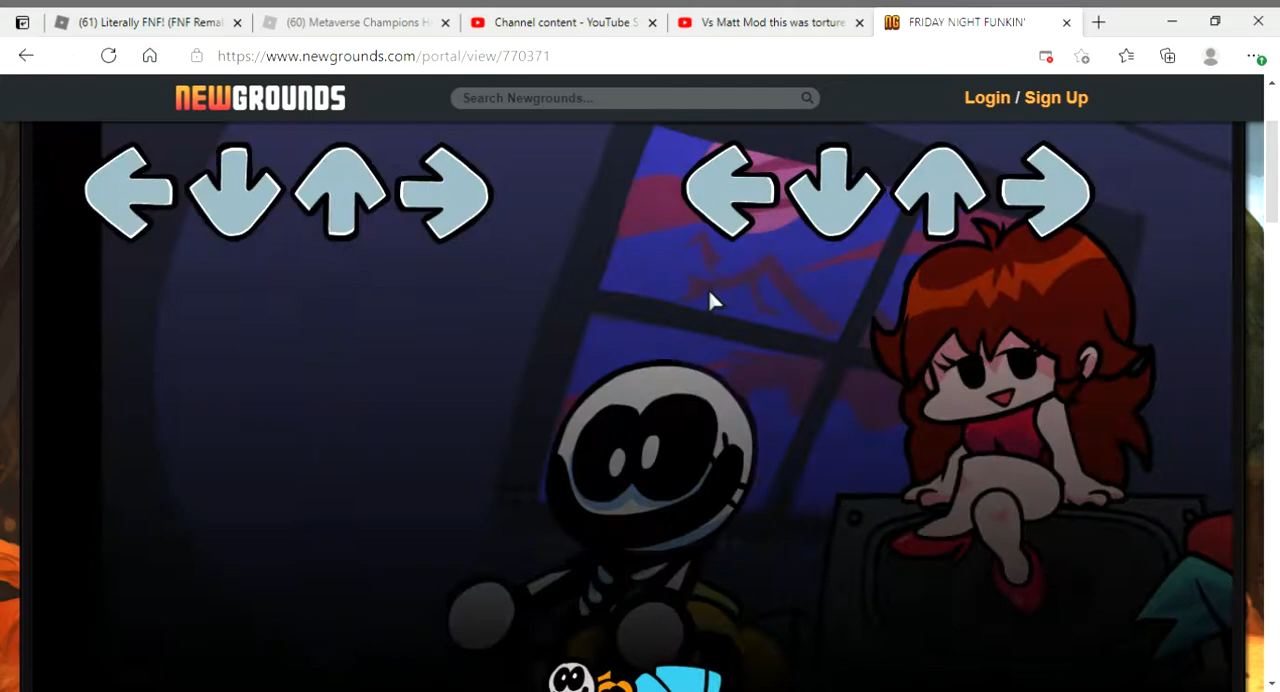 (61) Literally FNF! (FNF Remal
(60) Metaverse Champions H
Channel content - YouTube S
Vs Matt Mod this was torture
NG FRIDAY NIGHT FUNKIN'
https://www.newgrounds.com/portal/view/770371
NEWGROUNDS
Search Newgrounds...
Login / Sign Up